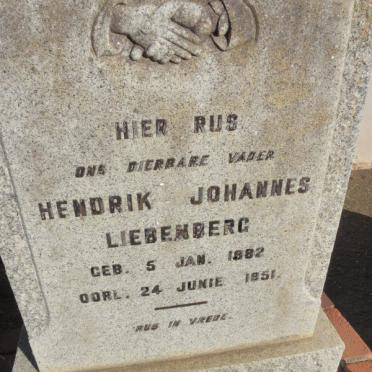 HIER RUS
ONS DIERBARE VADER
HENDRIK JOHANNES
LIEBENBERG
GEB. 5 JAN. 1882
OORL. 24 JUNIE 1951.
RUS IN VREDE.